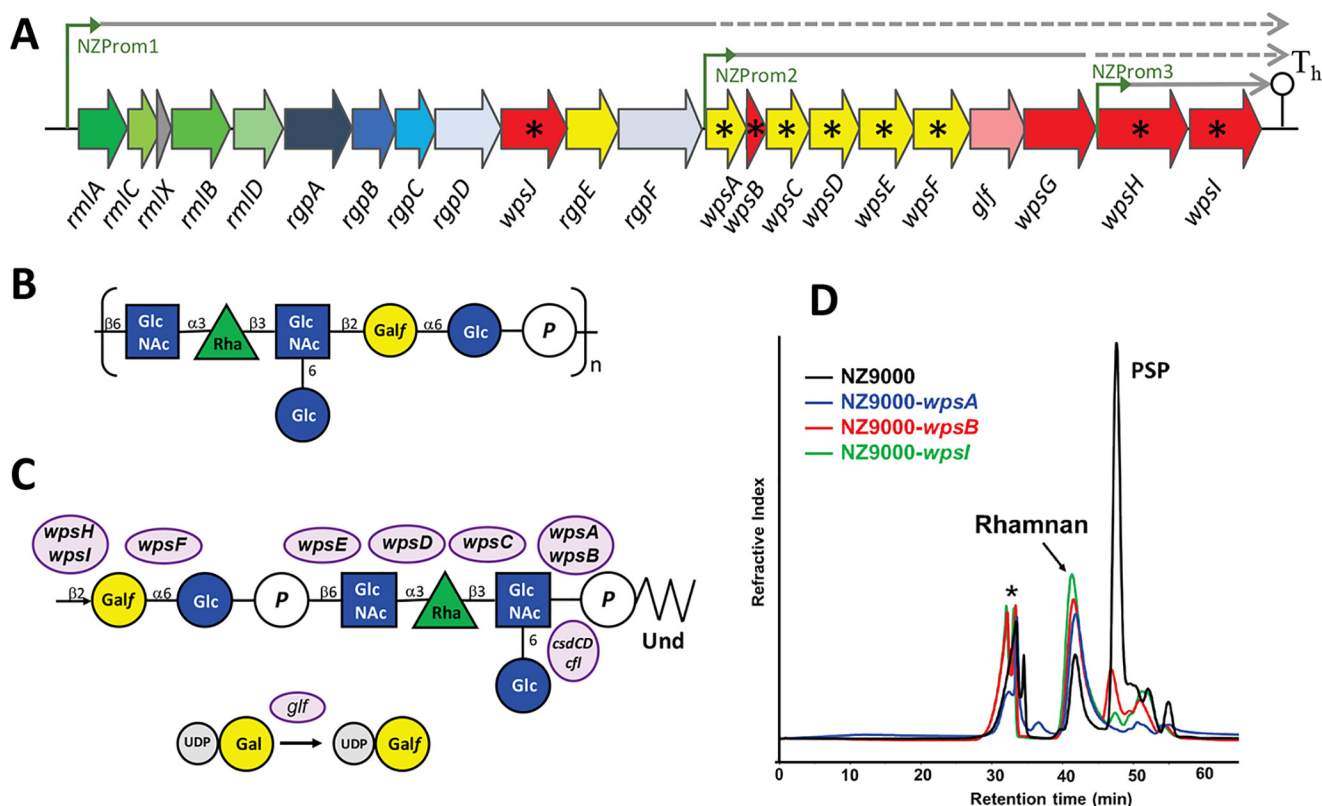 A
NZProm1
NZProm2
NZProm3
Th
* * * * * * * * *
rmlA rmlC rmlX rmlB rmlD rgpA rgpB rgpC rgpD wpsJ rgpE rgpF wpsA wpsB wpsC wpsD wpsE wpsF glf wpsG wpsH wpsI
B
β6 Glc NAc α3 Rha β3 Glc NAc β2 Galf α6 Glc P n
6
Glc
C
wpsH wpsI
wpsF
wpsE
wpsD
wpsC
wpsA wpsB
β2 Galf α6 Glc P β6 Glc NAc α3 Rha β3 Glc NAc P
Und
6
csdCD
cfl
Glc
glf
UDP Gal UDP Galf
D
PSP
NZ9000
NZ9000-wpsA
NZ9000-wpsB
NZ9000-wpsI
Rhamnan
*
Refractive Index
0 10 20 30 40 50 60
Retention time (min)